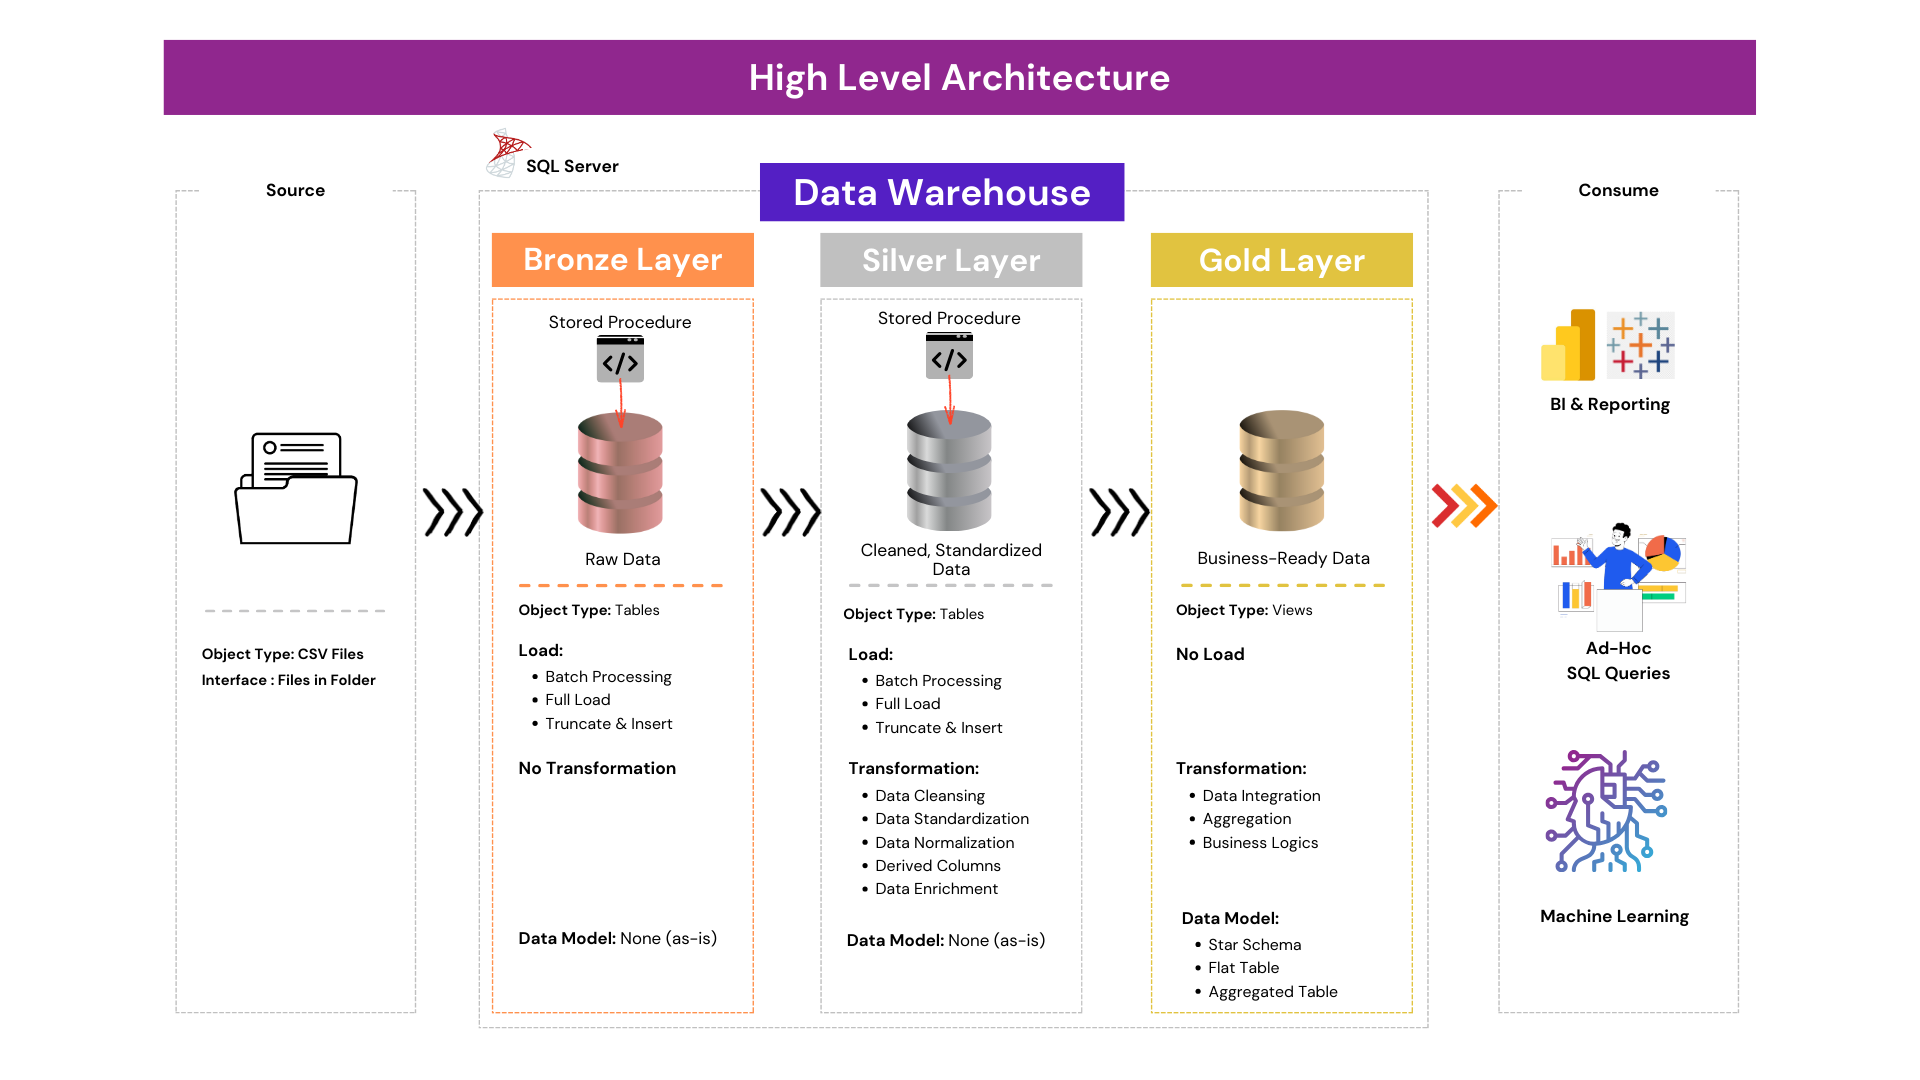 High Level Architecture
SQL Server
Source
Data Warehouse
Consume
Bronze Layer
Silver Layer
Gold Layer
Object Type: CSV Files
Interface : Files in Folder
Stored Procedure
</>
Raw Data
Object Type: Tables
Load:
• Batch Processing
• Full Load
• Truncate & Insert
No Transformation
Data Model: None (as-is)
Stored Procedure
</>
Cleaned, Standardized
Data
Object Type: Tables
Load:
• Batch Processing
• Full Load
• Truncate & Insert
Transformation:
• Data Cleansing
• Data Standardization
• Data Normalization
• Derived Columns
• Data Enrichment
Data Model: None (as-is)
Business-Ready Data
Object Type: Views
No Load
Transformation:
• Data Integration
• Aggregation
• Business Logics
Data Model:
• Star Schema
• Flat Table
• Aggregated Table
BI & Reporting
Ad-Hoc
SQL Queries
Machine Learning